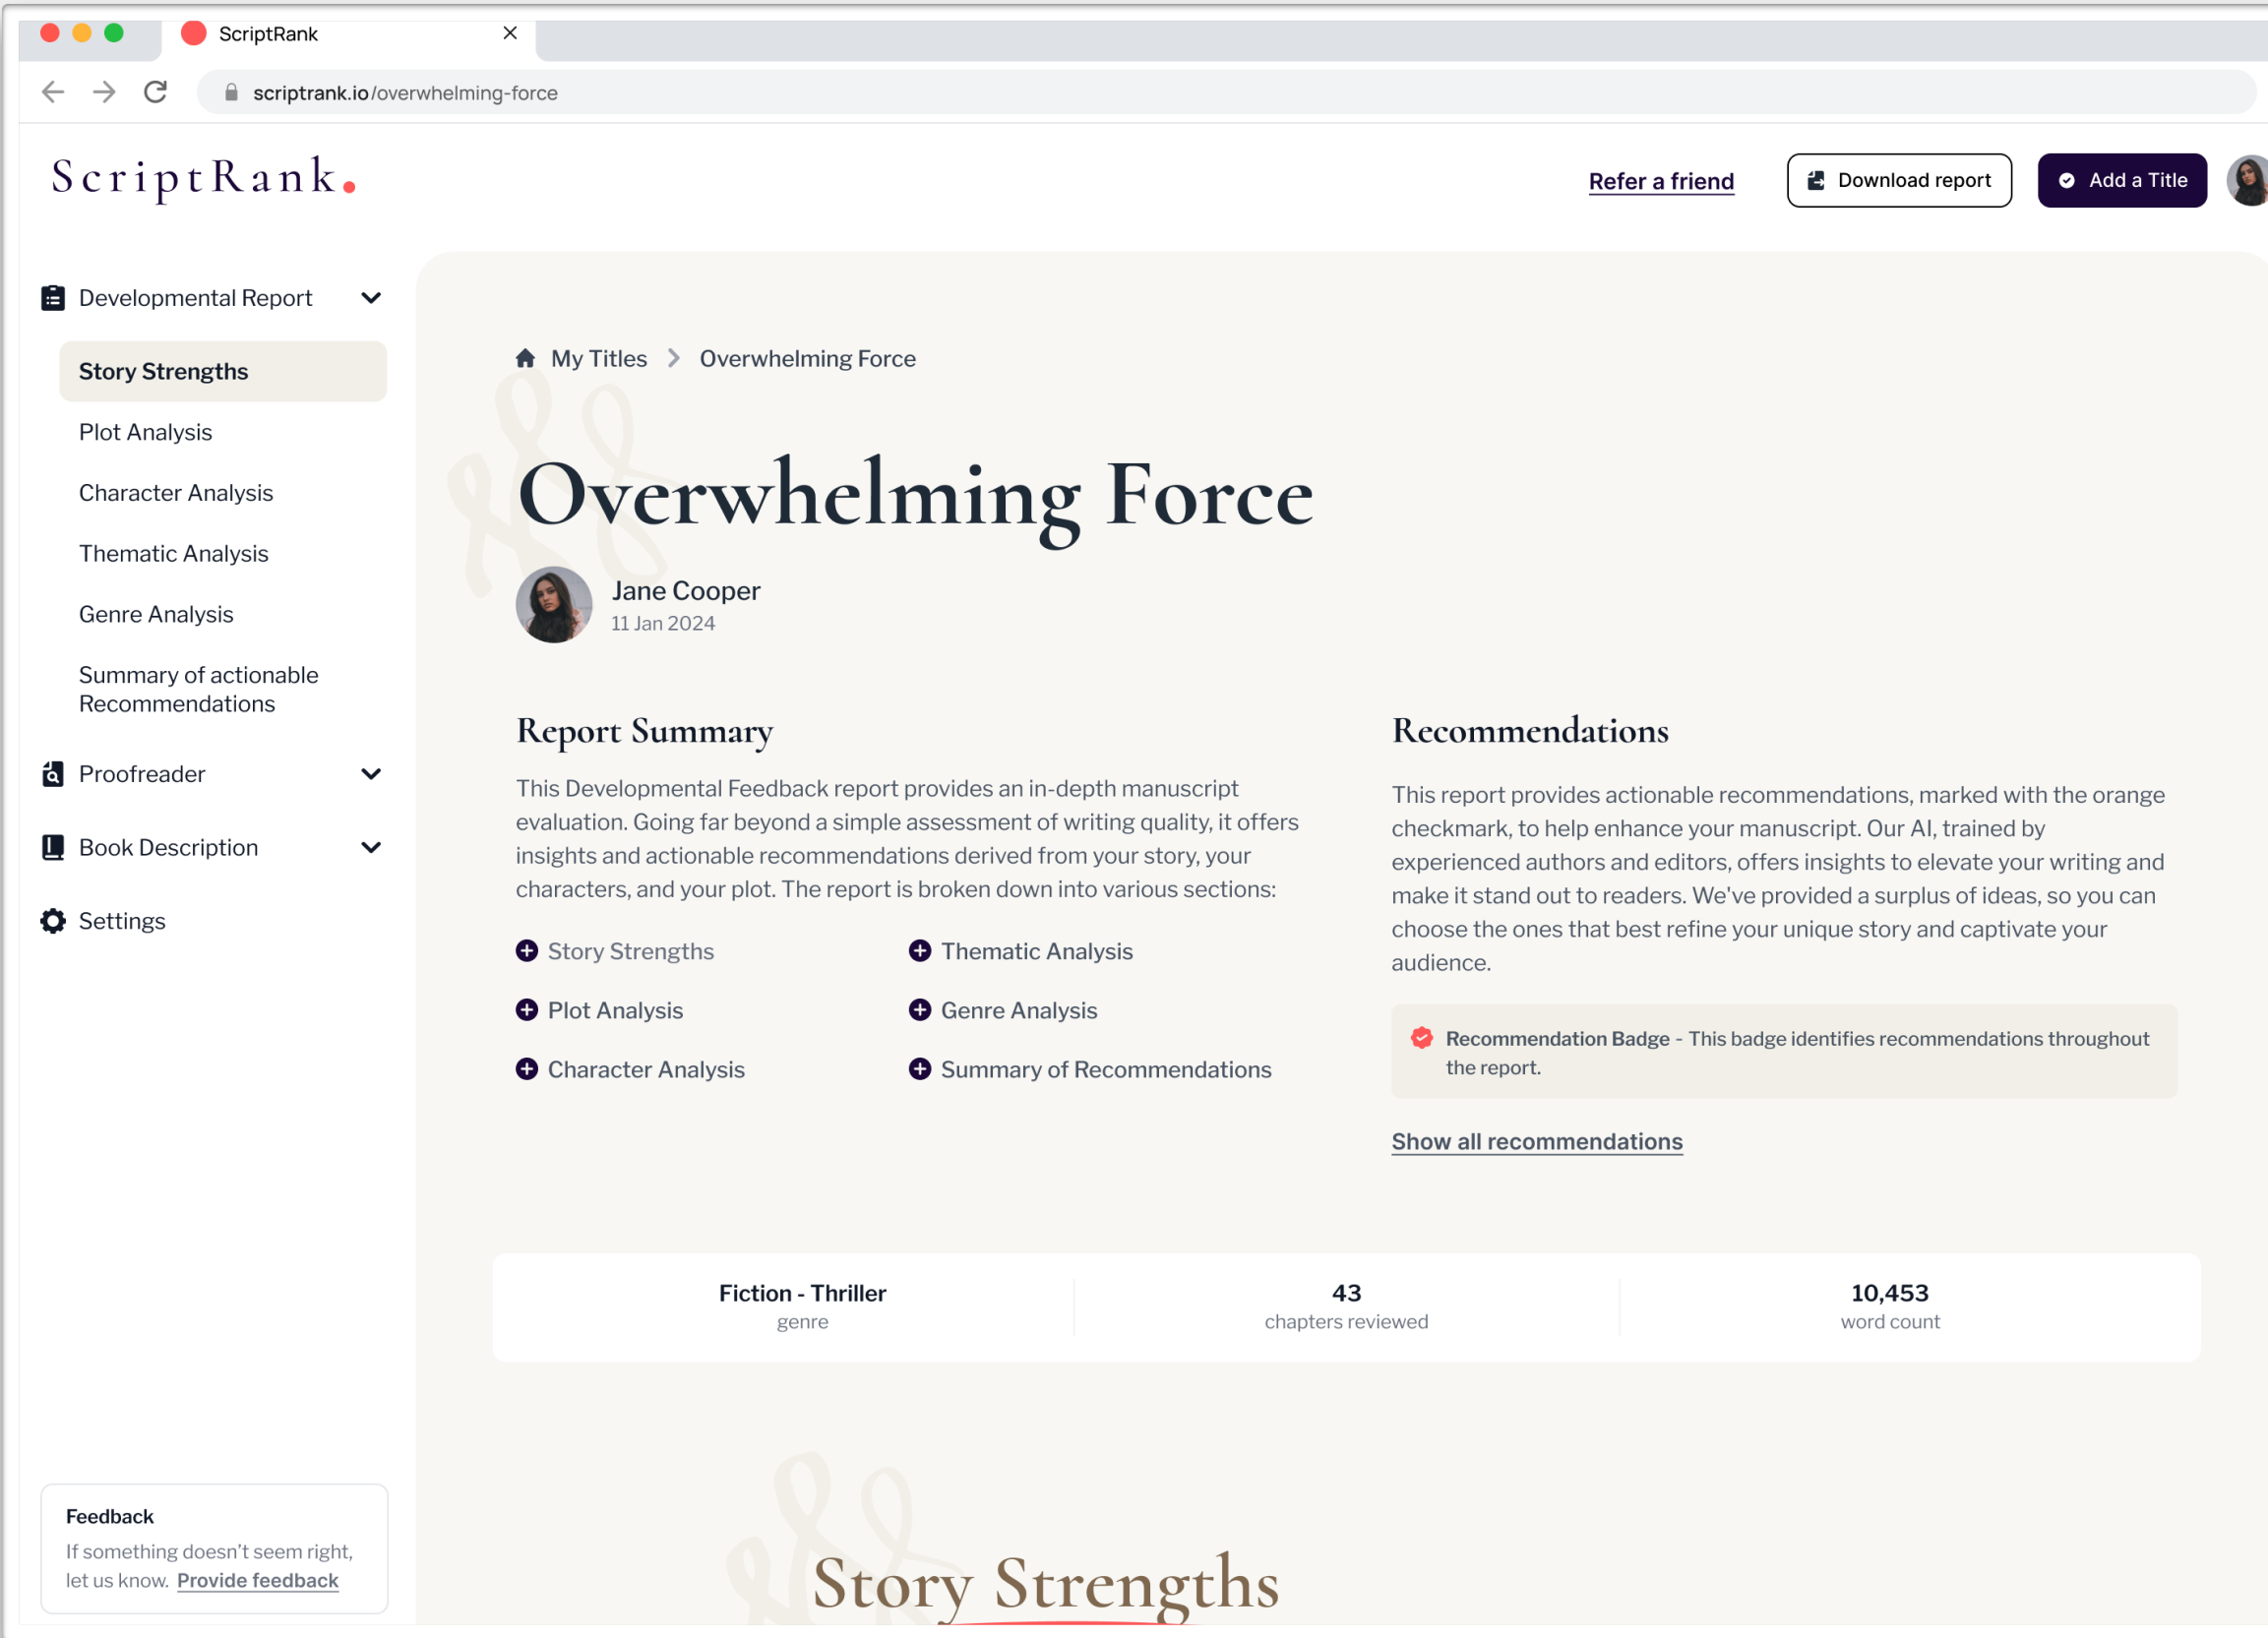 ScriptRank
scriptrank.io/overwhelming-force
ScriptRank.
Refer a friend
Download report
Add a Title
Developmental Report
Story Strengths
Plot Analysis
Character Analysis
Thematic Analysis
Genre Analysis
Summary of actionable
Recommendations
Proofreader
Book Description
Settings
Feedback
If something doesn’t seem right,
let us know. Provide feedback
My Titles
Overwhelming Force
Overwhelming Force
Jane Cooper
11 Jan 2024
Report Summary
This Developmental Feedback report provides an in-depth manuscript
evaluation. Going far beyond a simple assessment of writing quality, it offers
insights and actionable recommendations derived from your story, your
characters, and your plot. The report is broken down into various sections:
Story Strengths
Plot Analysis
Character Analysis
Thematic Analysis
Genre Analysis
Summary of Recommendations
Recommendations
This report provides actionable recommendations, marked with the orange
checkmark, to help enhance your manuscript. Our AI, trained by
experienced authors and editors, offers insights to elevate your writing and
make it stand out to readers. We've provided a surplus of ideas, so you can
choose the ones that best refine your unique story and captivate your
audience.
Recommendation Badge - This badge identifies recommendations throughout
the report.
Show all recommendations
Fiction - Thriller
genre
43
chapters reviewed
10,453
word count
Story Strengths